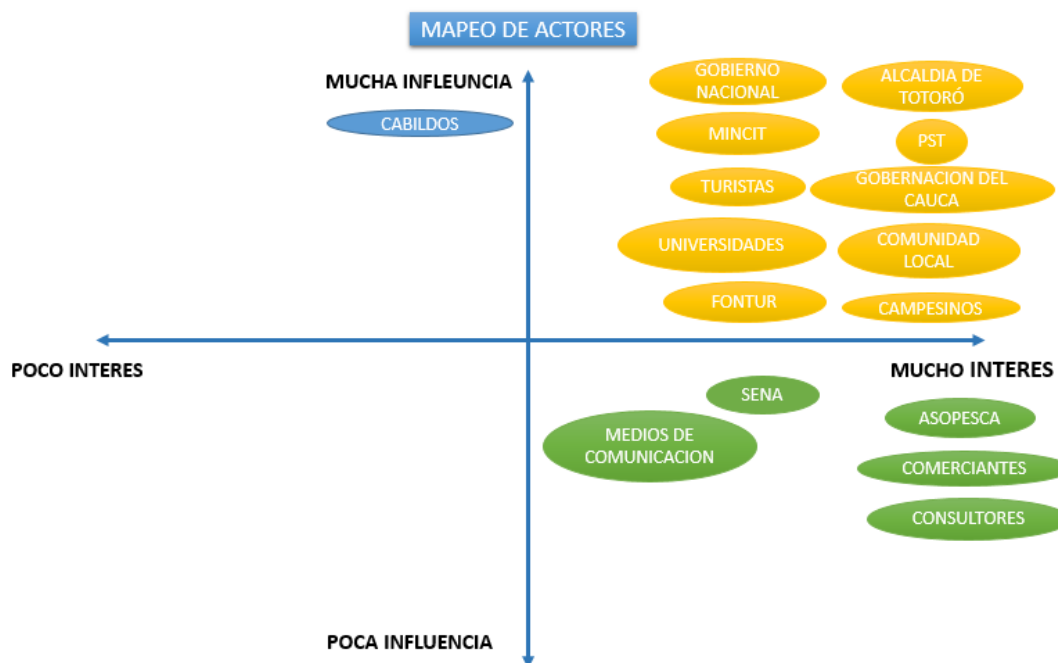 MAPEO DE ACTORES
MUCHA INFLEUNCIA
CABILDOS
GOBIERNO
NACIONAL
ALCALDIA DE
TOTORÓ
MINCIT
PST
TURISTAS
GOBERNACION DEL
CAUCA
UNIVERSIDADES
COMUNIDAD
LOCAL
FONTUR
CAMPESINOS
POCO INTERES
MUCHO INTERES
SENA
ASOPESCA
MEDIOS DE
COMUNICACION
COMERCIANTES
CONSULTORES
POCA INFLUENCIA